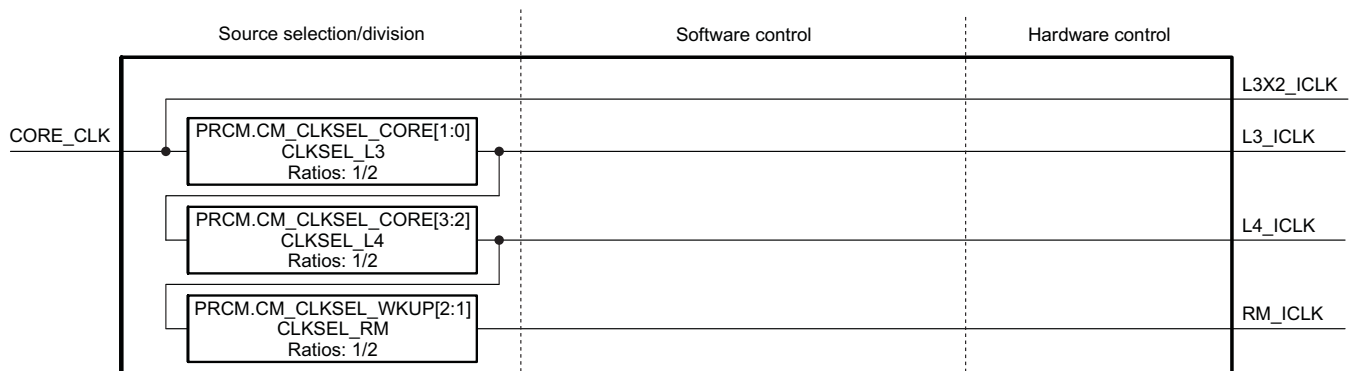 Source selection/division
Software control
Hardware control
L3X2_ICLK
CORE_CLK
PRCM.CM_CLKSEL_CORE[1:0]
CLKSEL_L3
Ratios: 1/2
L3_ICLK
PRCM.CM_CLKSEL_CORE[3:2]
CLKSEL_L4
Ratios: 1/2
L4_ICLK
PRCM.CM_CLKSEL_WKUP[2:1]
CLKSEL_RM
Ratios: 1/2
RM_ICLK